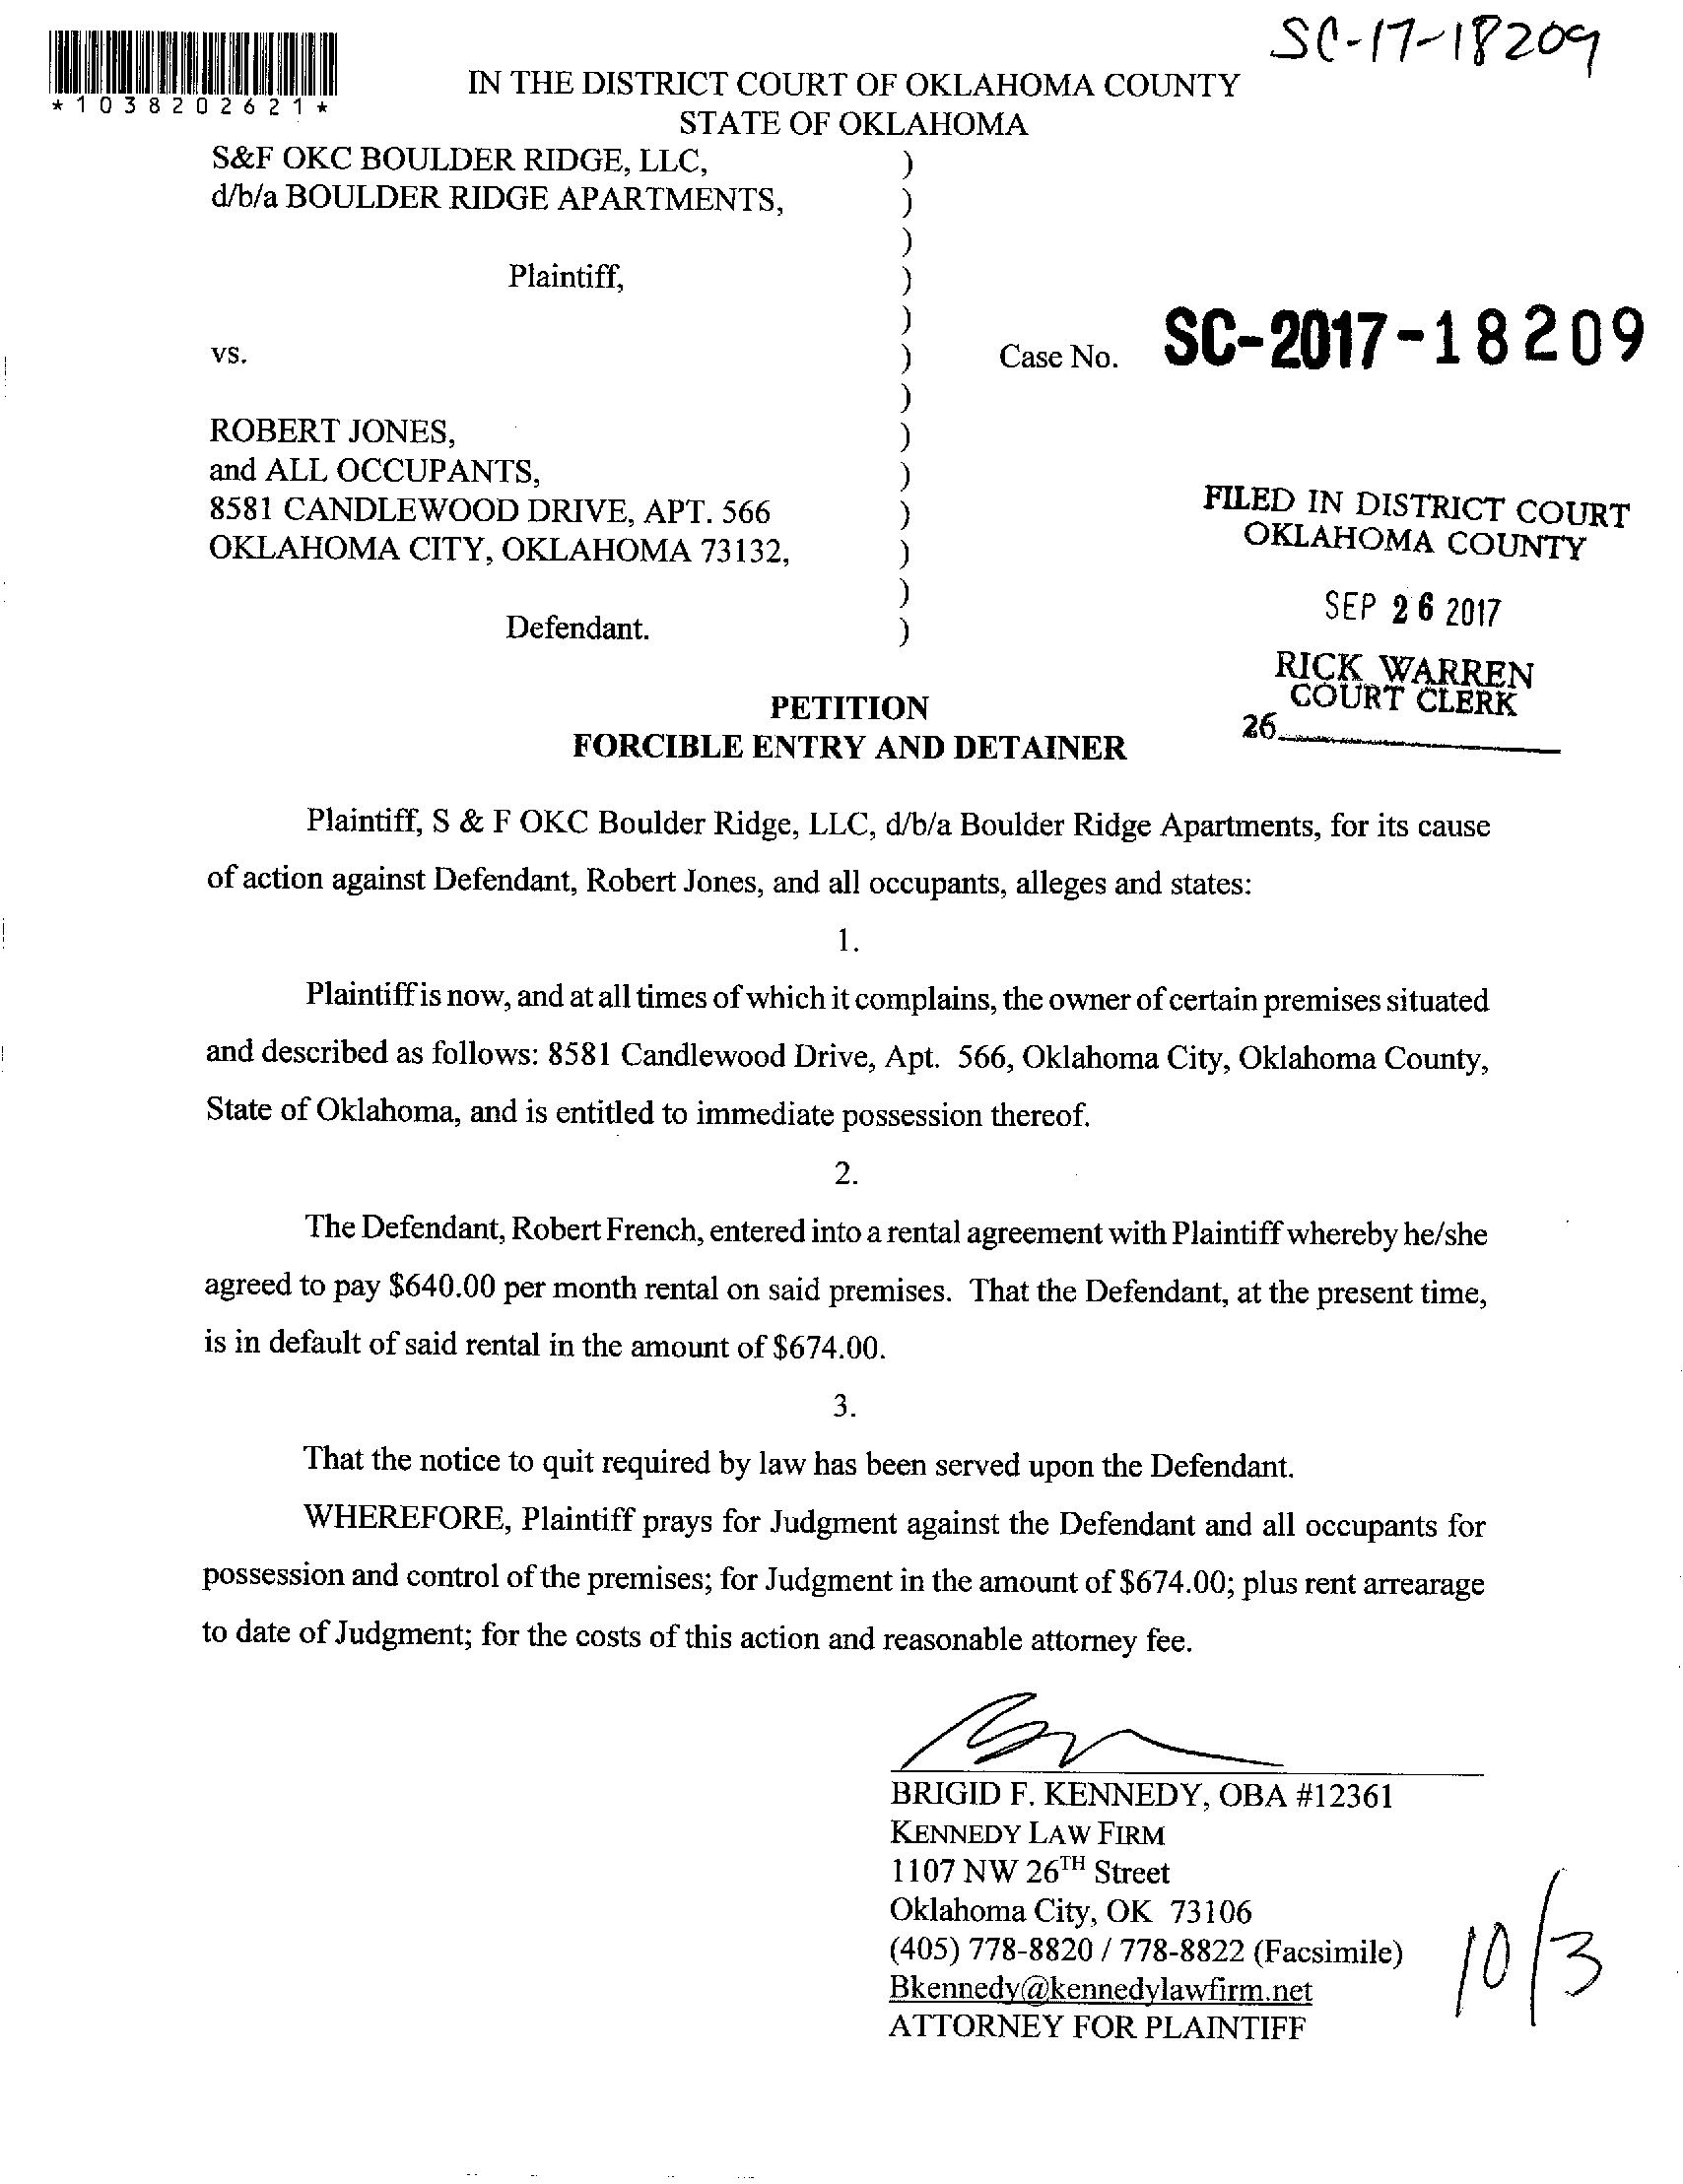 SC-17-18209
*1038202621*
IN THE DISTRICT COURT OF OKLAHOMA COUNTY
STATE OF OKLAHOMA
S&F OKC BOULDER RIDGE, LLC, )
d/b/a BOULDER RIDGE APARTMENTS, )
)
Plaintiff, )
)
vs. ) Case No. SC-2017-18209
)
ROBERT JONES, )
and ALL OCCUPANTS, )
8581 CANDLEWOOD DRIVE, APT. 566 )
OKLAHOMA CITY, OKLAHOMA 73132, )
)
Defendant. )
FILED IN DISTRICT COURT
OKLAHOMA COUNTY
SEP 26 2017
RICK WARREN
COURT CLERK
26
PETITION
FORCIBLE ENTRY AND DETAINER
Plaintiff, S & F OKC Boulder Ridge, LLC, d/b/a Boulder Ridge Apartments, for its cause
of action against Defendant, Robert Jones, and all occupants, alleges and states:
1.
Plaintiff is now, and at all times of which it complains, the owner of certain premises situated
and described as follows: 8581 Candlewood Drive, Apt. 566, Oklahoma City, Oklahoma County,
State of Oklahoma, and is entitled to immediate possession thereof.
2.
The Defendant, Robert French, entered into a rental agreement with Plaintiff whereby he/she
agreed to pay $640.00 per month rental on said premises. That the Defendant, at the present time,
is in default of said rental in the amount of $674.00.
3.
That the notice to quit required by law has been served upon the Defendant.
WHEREFORE, Plaintiff prays for Judgment against the Defendant and all occupants for
possession and control of the premises; for Judgment in the amount of $674.00; plus rent arrearage
to date of Judgment; for the costs of this action and reasonable attorney fee.
BRIGID F. KENNEDY, OBA #12361
KENNEDY LAW FIRM
1107 NW 26TH Street
Oklahoma City, OK 73106
(405) 778-8820 / 778-8822 (Facsimile)
Bkennedy@kennedylawfirm.net
ATTORNEY FOR PLAINTIFF
10/3